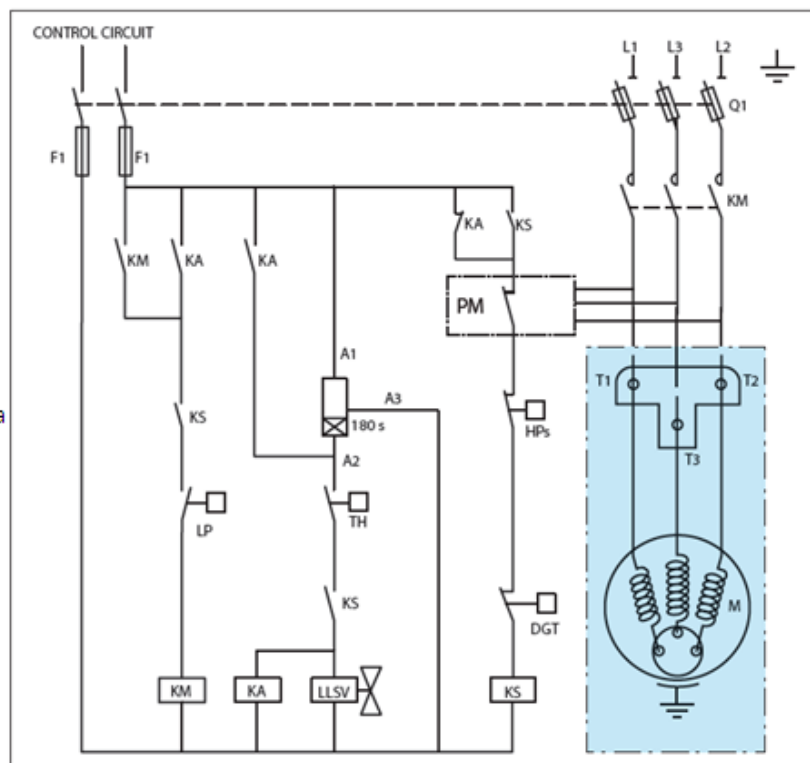 CONTROL CIRCUIT
L1 L3 L2
Q1
F1 F1
KM
KA KS
KM KA KA
PM
A1
T1 T2
A3
180 s
a
KS
HPs
A2
T3
LP TH
KS
M
DGT
KM KA LLSV KS